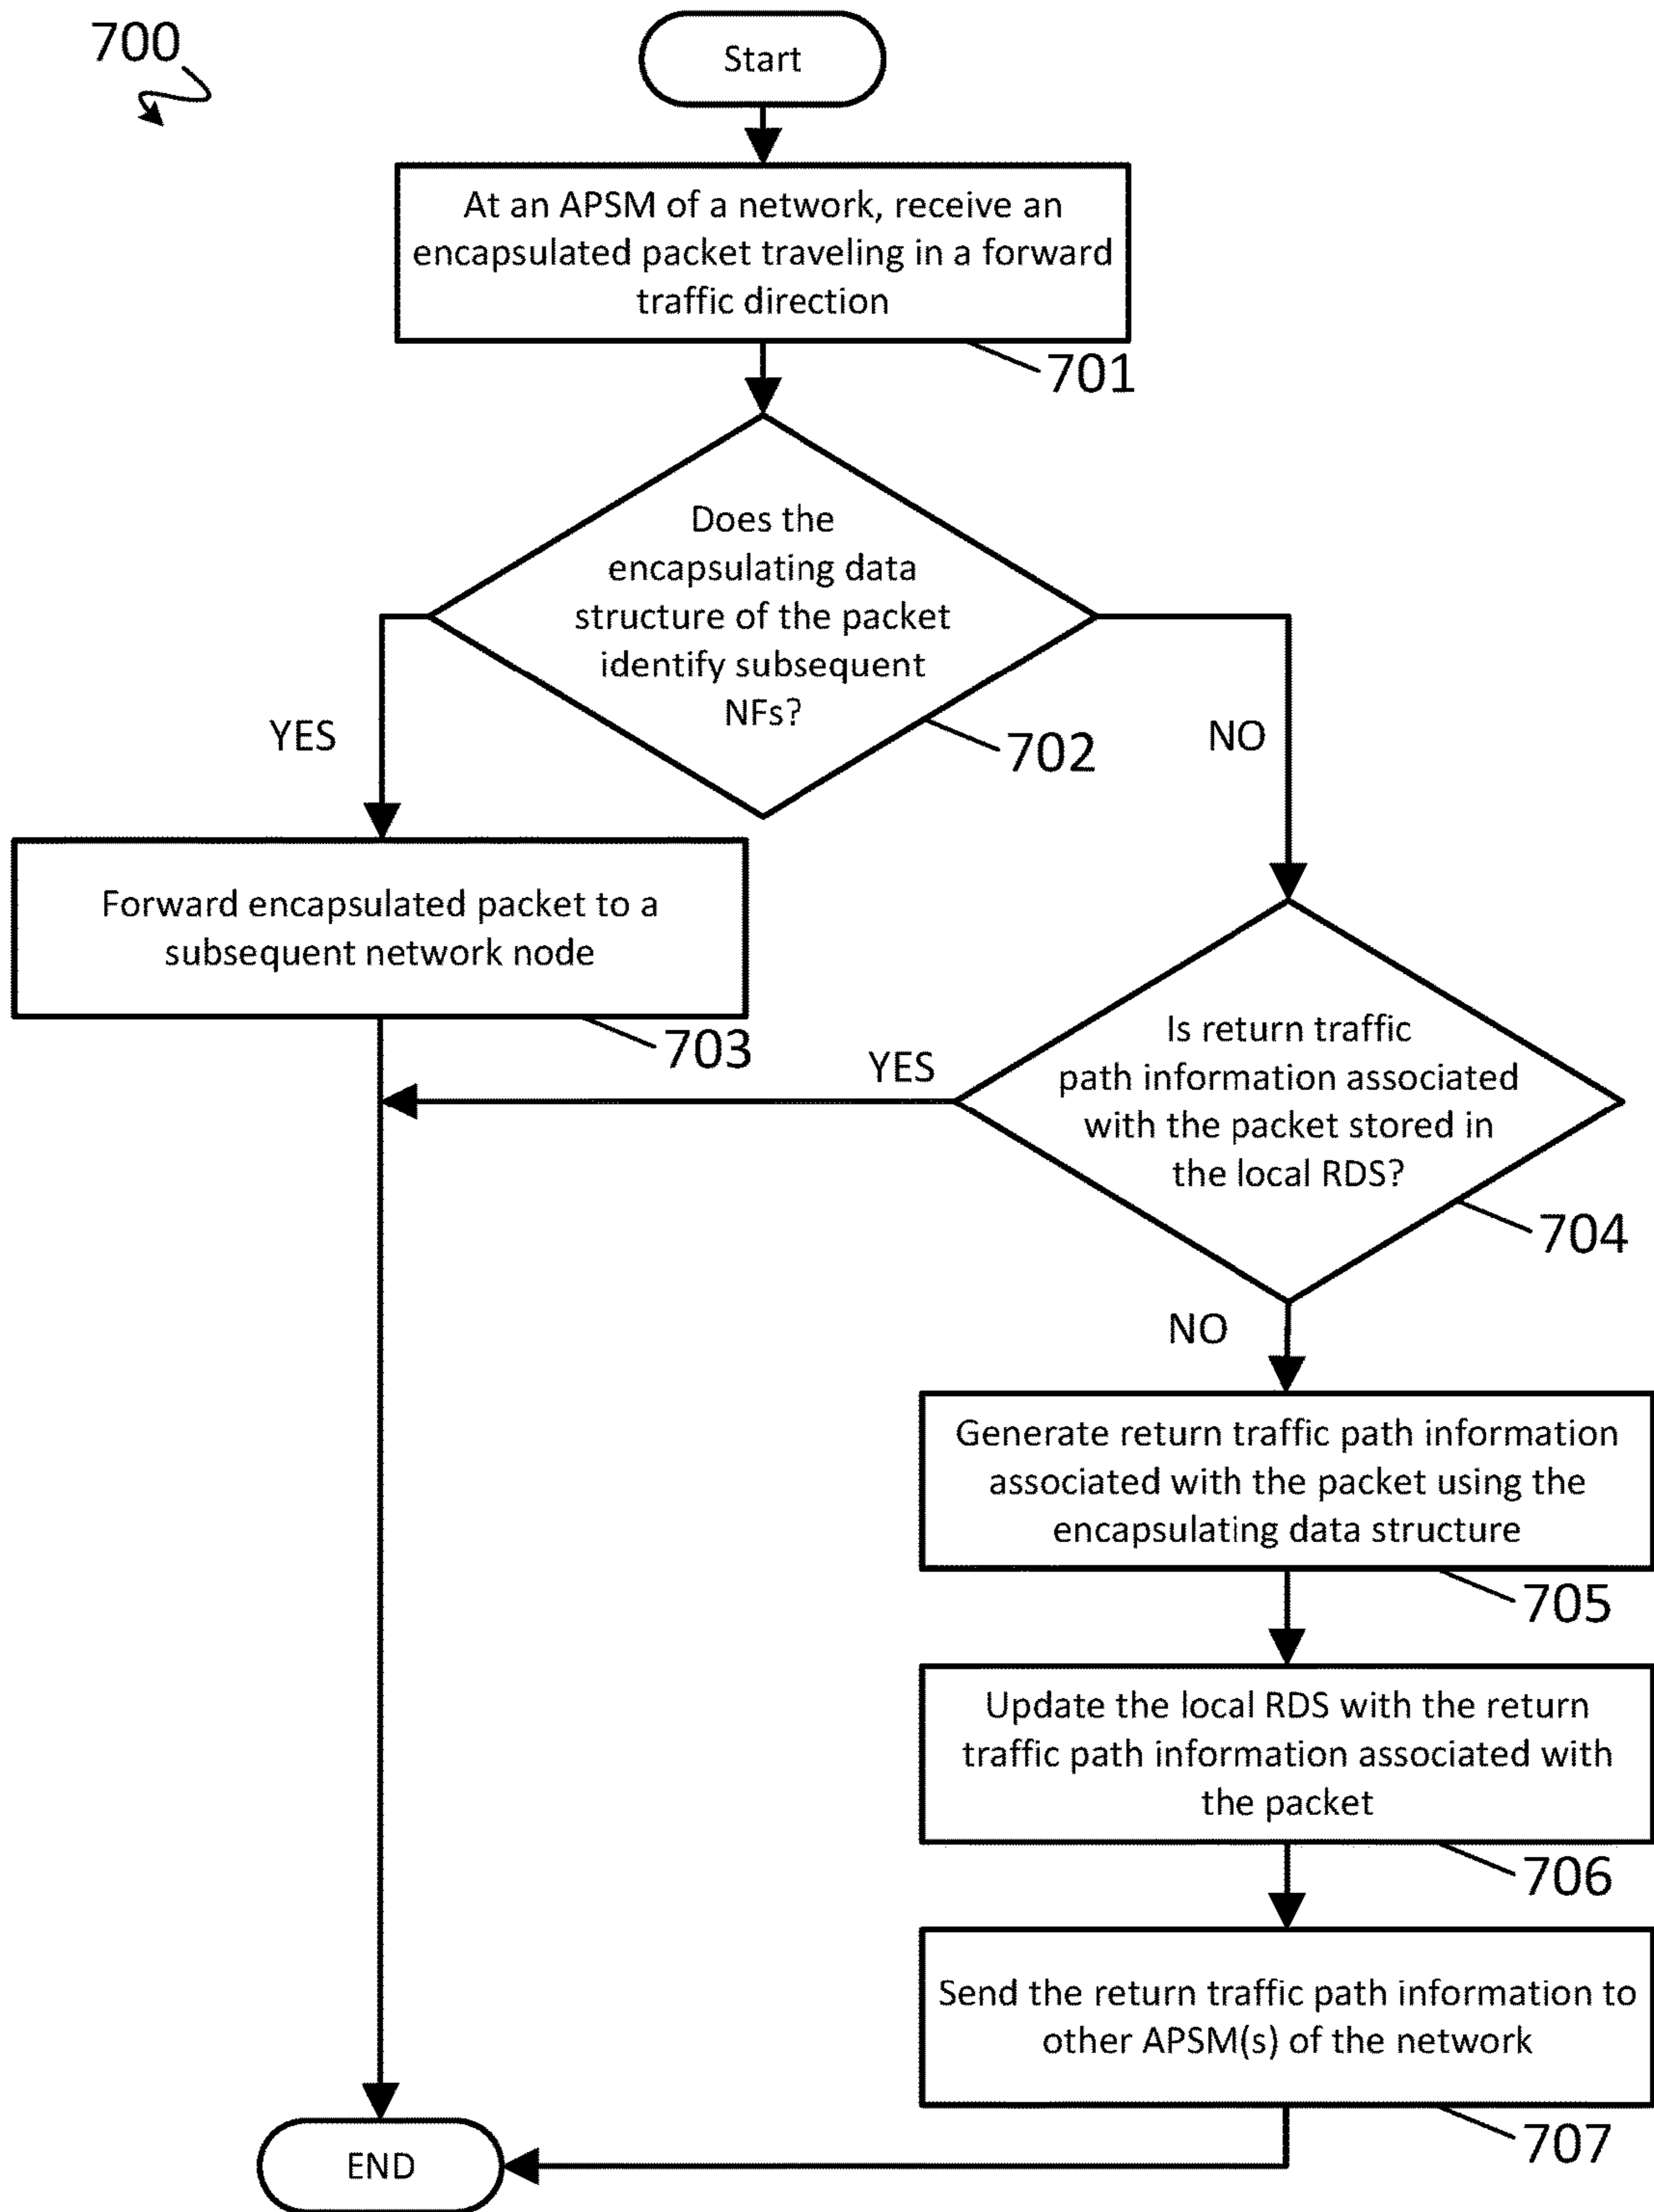 700
Start
At an APSM of a network, receive an
encapsulated packet traveling in a forward
traffic direction
701
Does the
encapsulating data
structure of the packet
identify subsequent
NFs?
702
YES
NO
Forward encapsulated packet to a
subsequent network node
703
Is return traffic
path information associated
with the packet stored in
the local RDS?
704
YES
NO
Generate return traffic path information
associated with the packet using the
encapsulating data structure
705
Update the local RDS with the return
traffic path information associated with
the packet
706
Send the return traffic path information to
other APSM(s) of the network
707
END